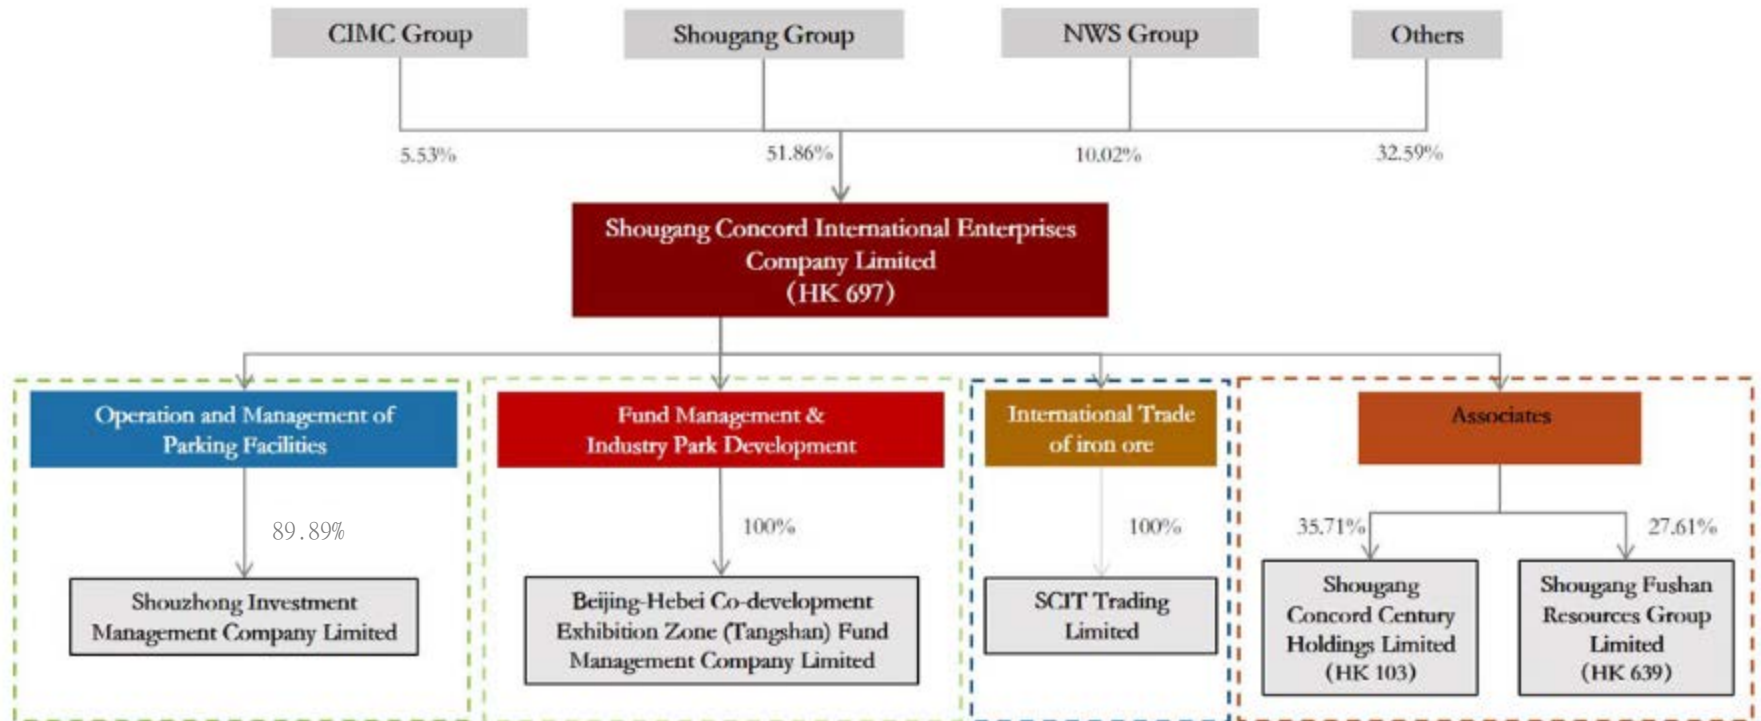 CIMC Group
Shougang Group
NWS Group
Others
5.53%
51.86%
10.02%
32.59%
Shougang Concord International Enterprises
Company Limited
(HK 697)
Operation and Management of
Parking Facilities
Fund Management &
Industry Park Development
International Trade
of iron ore
Associates
89.89%
100%
100%
35.71%
27.61%
Shouzhong Investment
Management Company Limited
Beijing-Hebei Co-development
Exhibition Zone (Tangshan) Fund
Management Company Limited
SCIT Trading
Limited
Shougang
Concord Century
Holdings Limited
(HK 103)
Shougang Fushan
Resources Group
Limited
(HK 639)